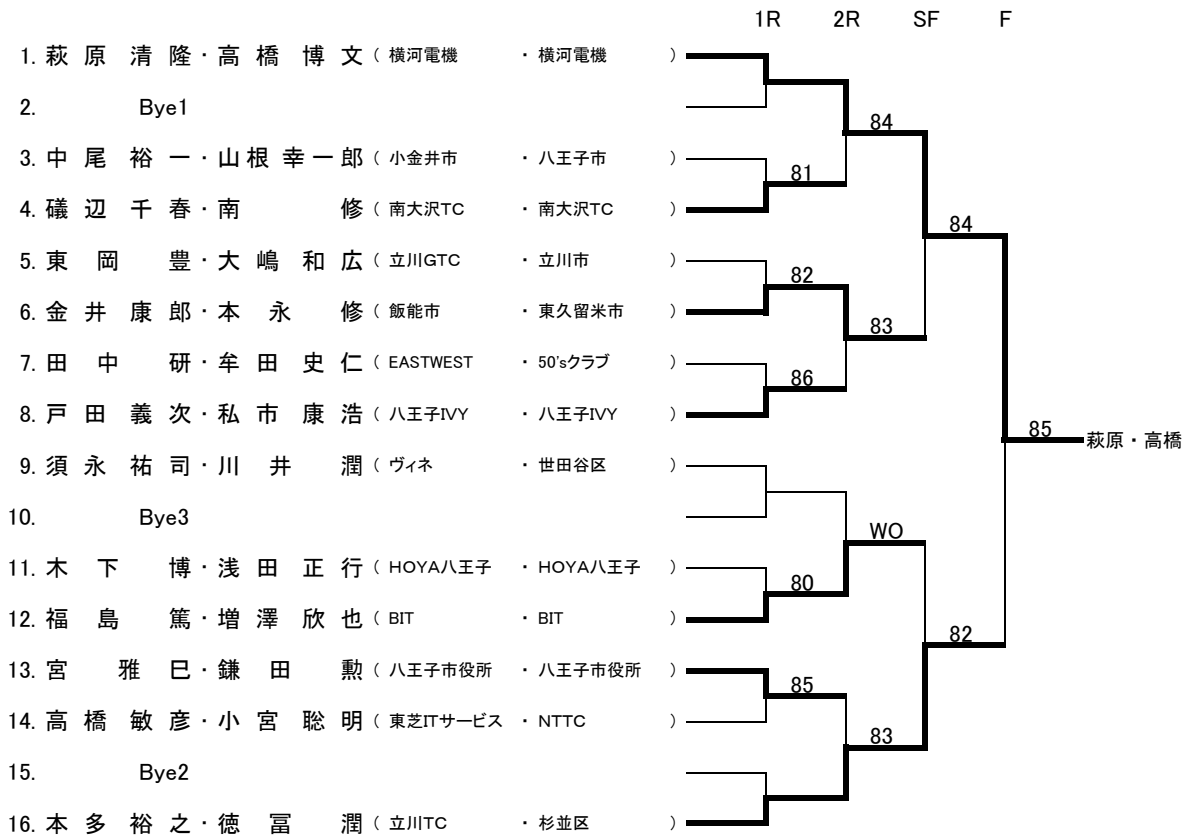 1R 2R SF F
1. 萩原 清隆・高橋 博文 ( 横河電機 ・ 横河電機 )
2. Bye1
84
3. 中尾 裕一・山根 幸一郎 ( 小金井市 ・ 八王子市 )
81
4. 礒辺 千春・南 修 ( 南大沢TC ・ 南大沢TC )
84
5. 東岡 豊・大嶋 和広 ( 立川GTC ・ 立川市 )
82
6. 金井 康郎・本永 修 ( 飯能市 ・ 東久留米市 )
83
7. 田中 研・牟田 史仁 ( EASTWEST ・ 50'sクラブ )
86
8. 戸田 義次・私市 康浩 ( 八王子IVY ・ 八王子IVY )
85 萩原・高橋
9. 須永 祐司・川井 潤 ( ヴィネ ・ 世田谷区 )
10. Bye3
WO
11. 木下 博・浅田 正行 ( HOYA八王子 ・ HOYA八王子 )
80
12. 福島 篤・増澤 欣也 ( BIT ・ BIT )
82
13. 宮 雅巳・鎌田 勲 ( 八王子市役所 ・ 八王子市役所 )
85
14. 高橋 敏彦・小宮 聡明 ( 東芝ITサービス ・ NTTC )
83
15. Bye2
16. 本多 裕之・徳冨 潤 ( 立川TC ・ 杉並区 )